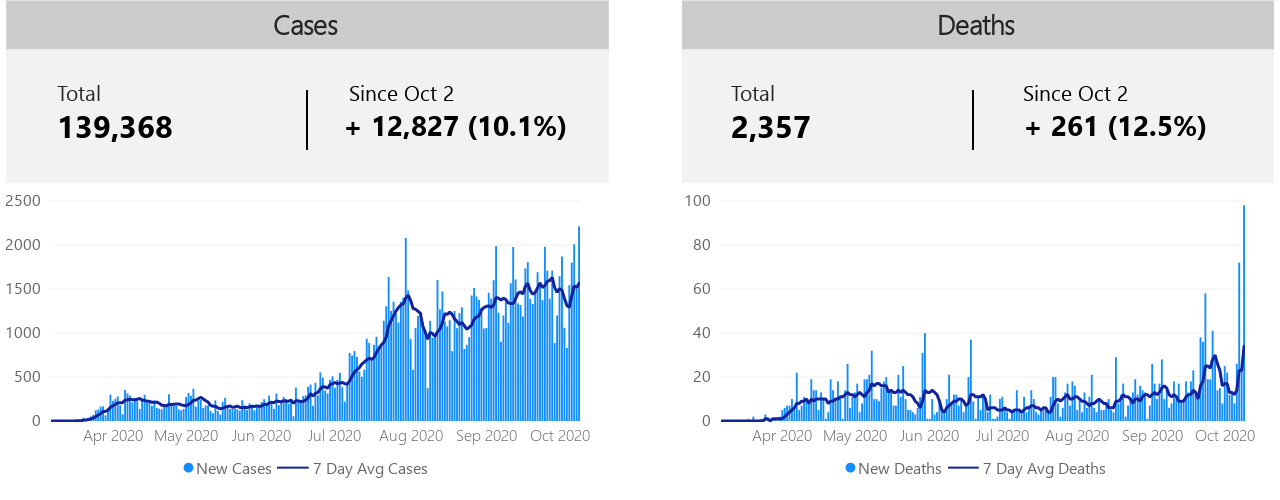 Cases
Total
139,368
Since Oct 2
+ 12,827 (10.1%)
2500
2000
1500
1000
500
0
Apr 2020 May 2020 Jun 2020 Jul 2020 Aug 2020 Sep 2020 Oct 2020
New Cases 7 Day Avg Cases
Deaths
Total
2,357
Since Oct 2
+ 261 (12.5%)
100
80
60
40
20
0
Apr 2020 May 2020 Jun 2020 Jul 2020 Aug 2020 Sep 2020 Oct 2020
New Deaths 7 Day Avg Deaths